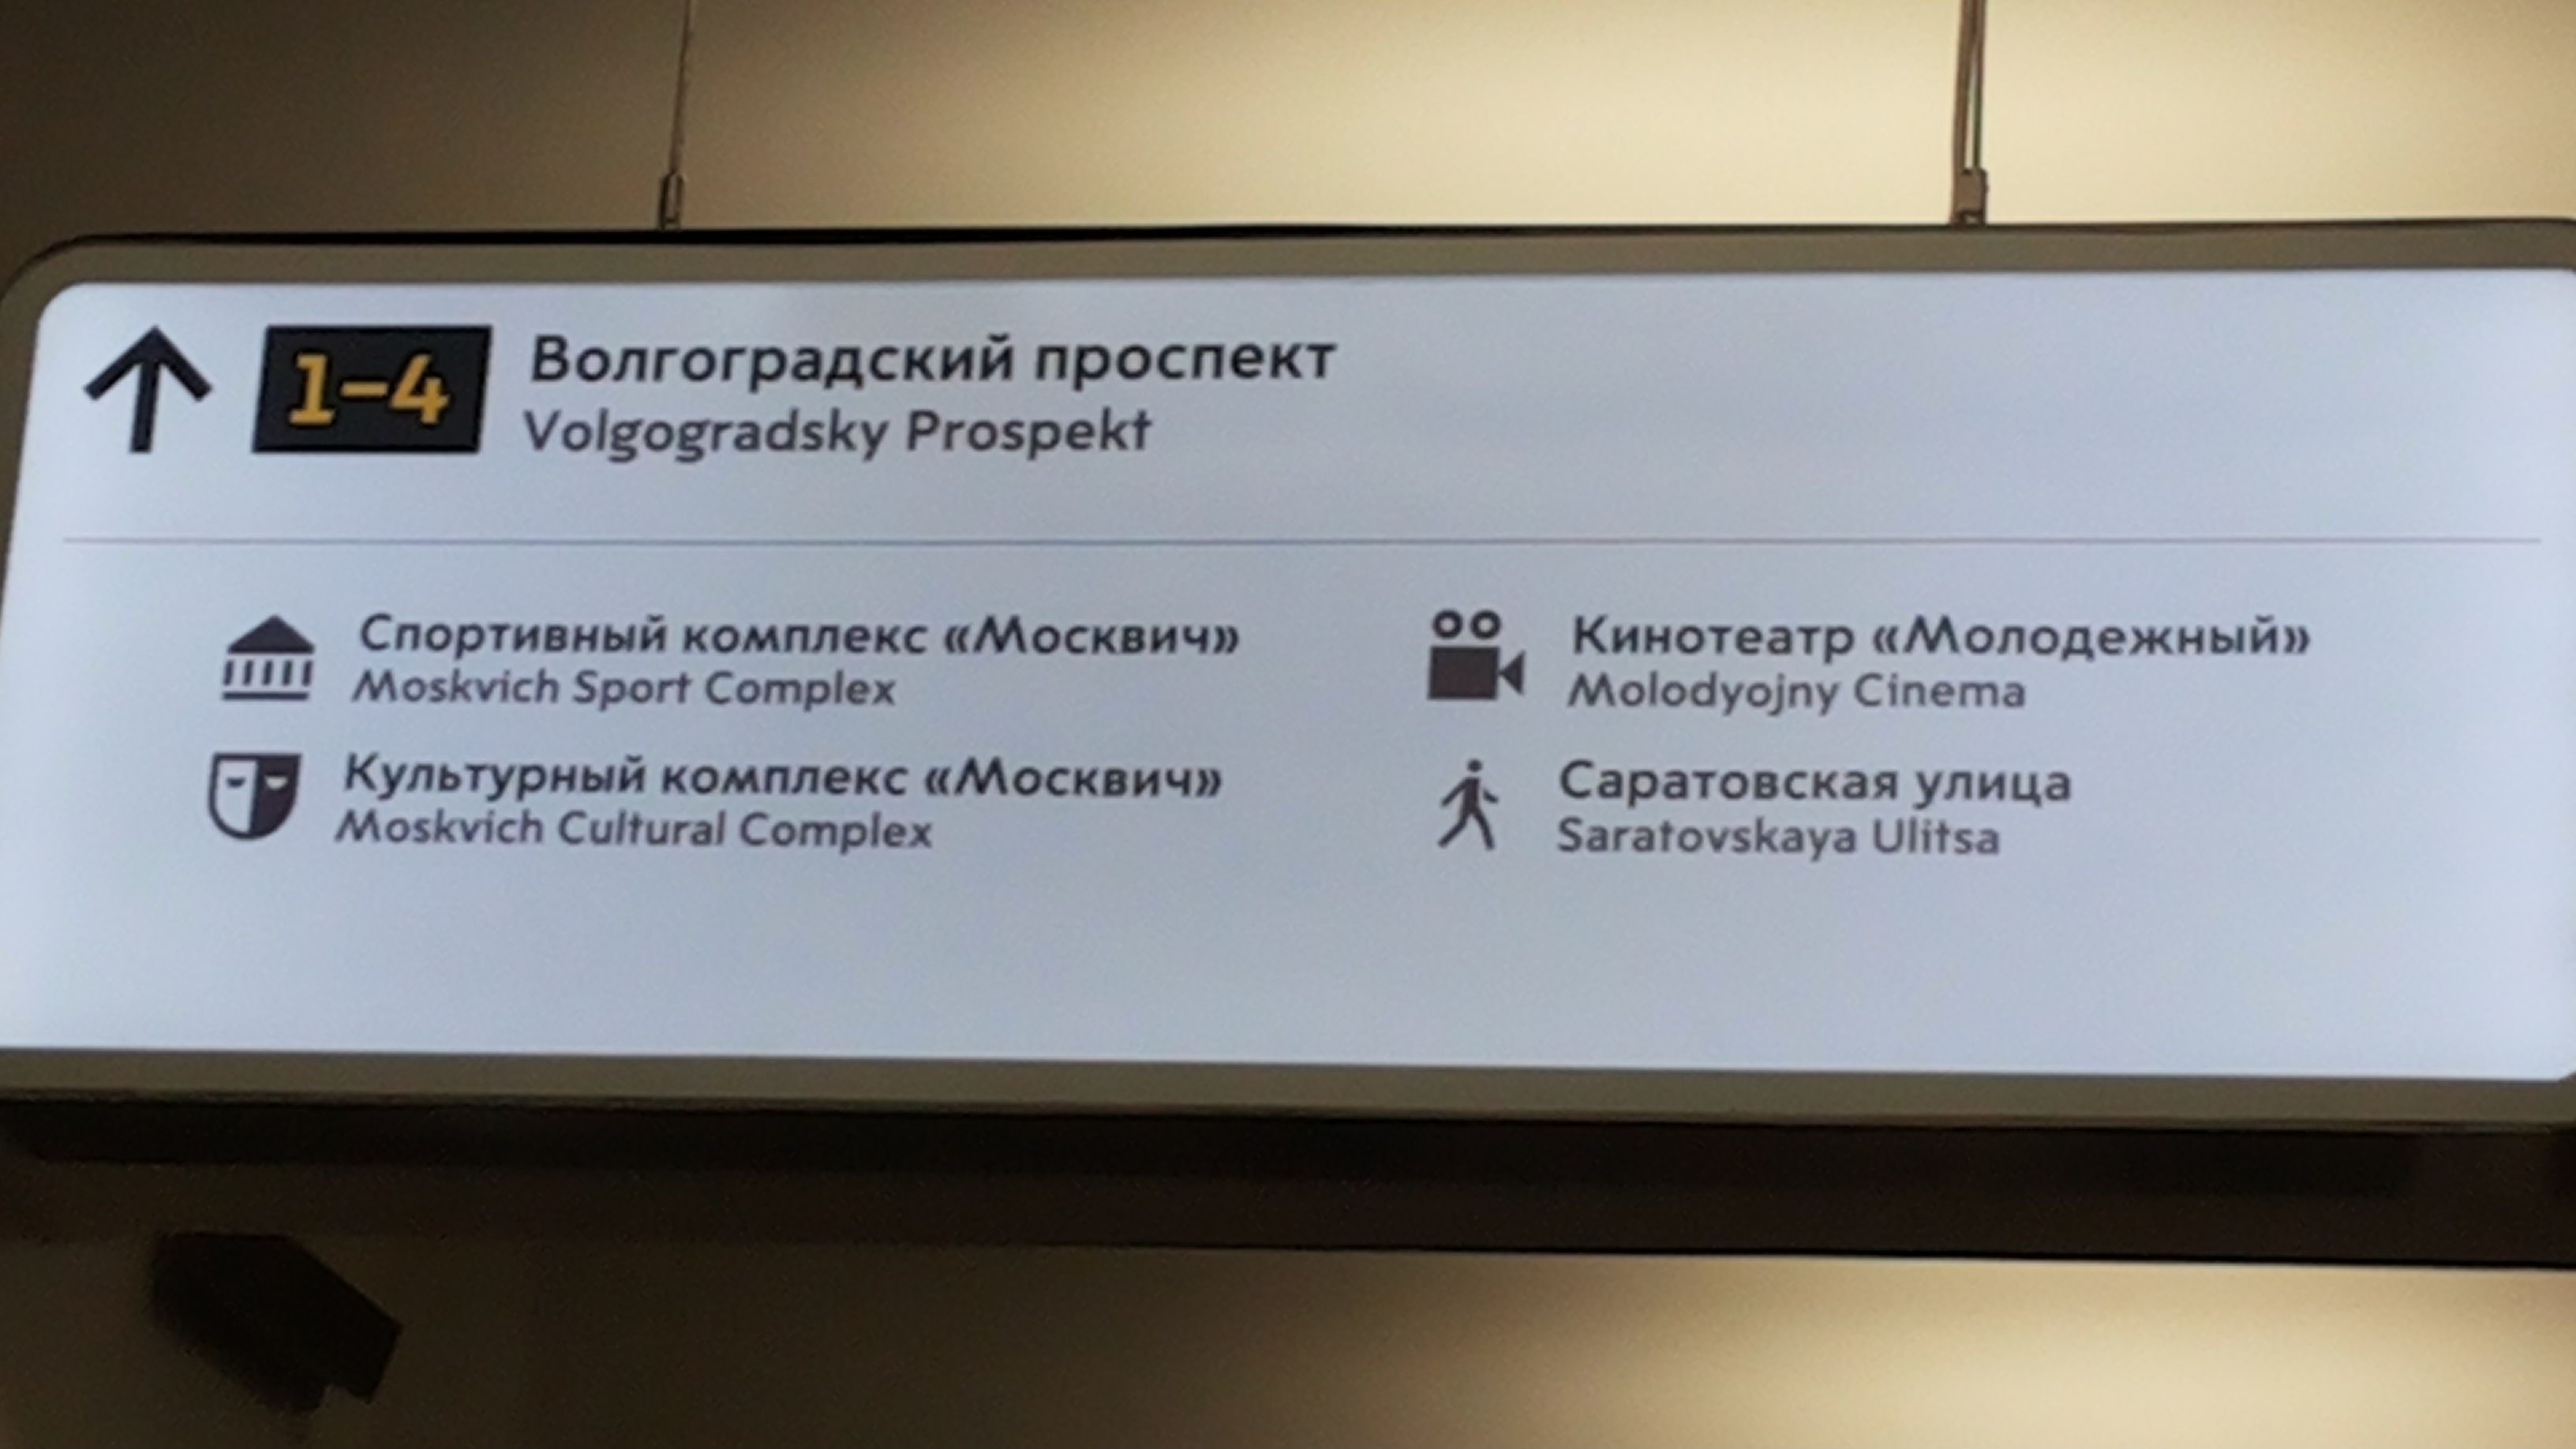 1–4
Волгоградский проспект
Volgogradsky Prospekt
Спортивный комплекс «Москвич»
Moskvich Sport Complex
Культурный комплекс «Москвич»
Moskvich Cultural Complex
Кинотеатр «Молодежный»
Molodyojny Cinema
Саратовская улица
Saratovskaya Ulitsa